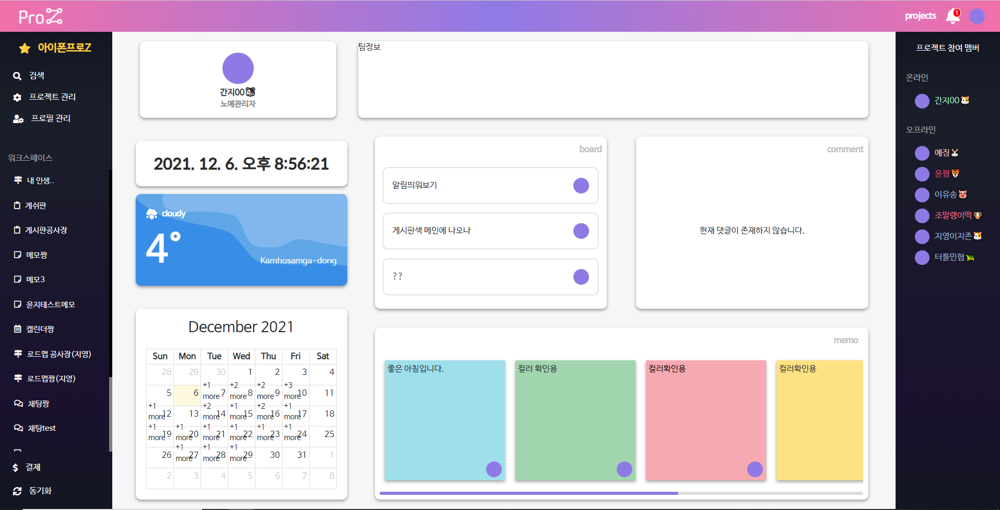 ProZ
projects
1
아이폰프로Z
검색
프로젝트 관리
프로필 관리
워크스페이스
내 인생..
게쉬판
게시판공사장
메모짱
메모3
윤지테스트메모
캘린더짱
로드맵 공사장(지영)
로드맵짱(지영)
채팅짱
채팅test
결제
동기화
간지00🐹
노예관리자
팀정보
2021. 12. 6. 오후 8:56:21
cloudy
4°
Kŭmhosamga-dong
December 2021
Sun Mon Tue Wed Thu Fri Sat
28 29 30 1 2 3 4
5 6 7 8 9 10 11
+1 more +2 more +2 more +3 more
12 13 14 15 16 17 18
+1 more +2 more +1 more +2 more +1 more
19 20 21 22 23 24 25
+1 more +1 more +1 more +1 more +1 more +1 more
26 27 28 29 30 31 1
+1 more +1 more +1 more
2 3 4 5 6 7 8
board
알림띄워보기
게시판색 메인에 나오나
??
comment
현재 댓글이 존재하지 않습니다.
memo
좋은 아침입니다.
컬러 확인용
컬러확인용
컬러확인용
프로젝트 참여 멤버
온라인
간지00🐹
오프라인
예징🐰
윤쨩🐯
이유송🐷
조말랭이떡🐮
지영이지존🐹
터틀민협🐢